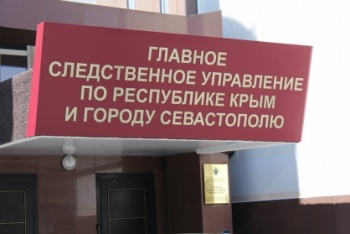 ГЛАВНОЕ
СЛЕДСТВЕННОЕ УПРАВЛЕНИЕ
ПО РЕСПУБЛИКЕ КРЫМ
И ГОРОДУ СЕВАСТОПОЛЮ